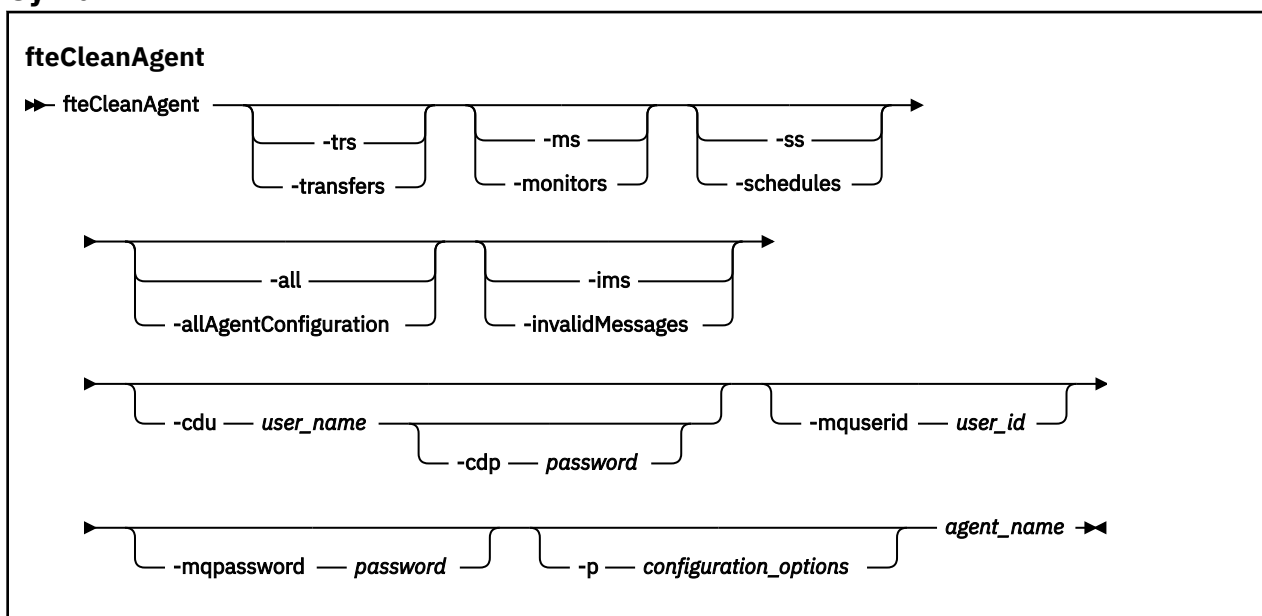 fteCleanAgent
fteCleanAgent
-trs -ms -ss
-transfers -monitors -schedules
-all -ims
-allAgentConfiguration -invalidMessages
-cdu user_name -mquserid user_id
-cdp password
agent_name
-mqpassword password -p configuration_options